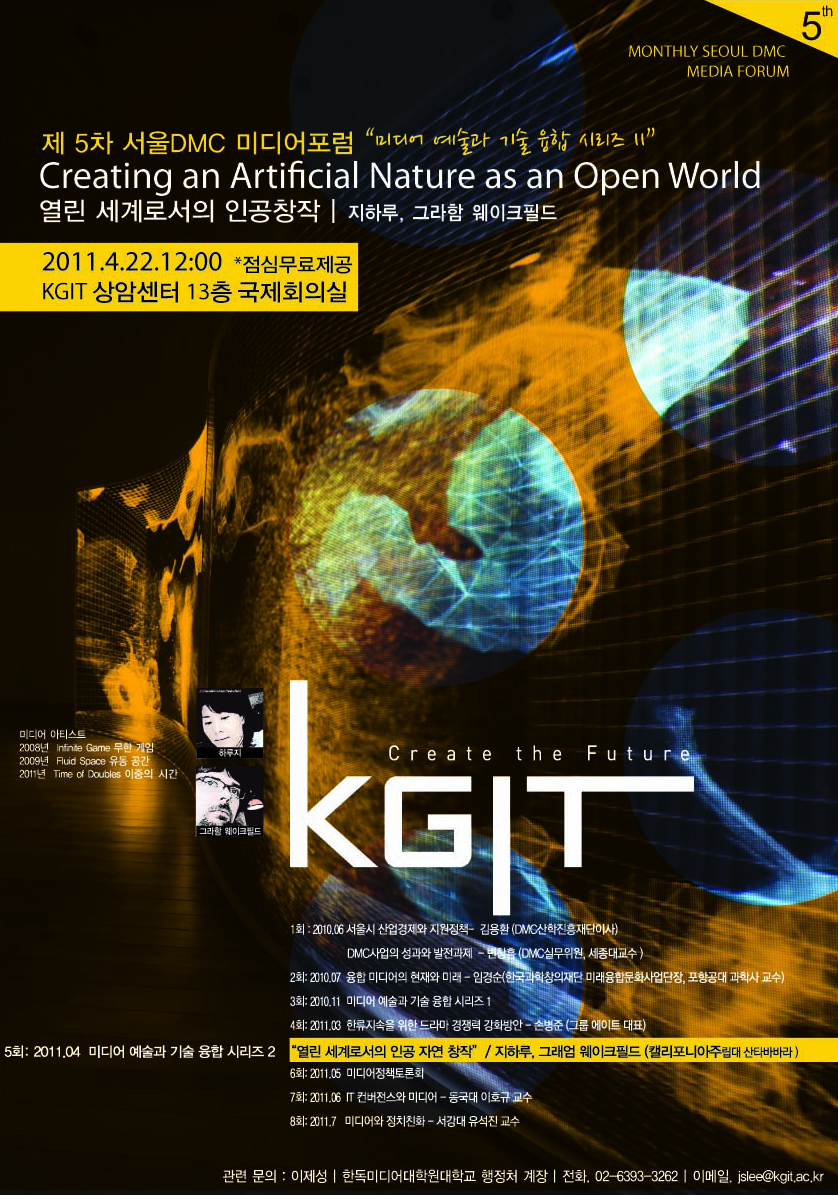 5th
MONTHLY SEOUL DMC
MEDIA FORUM
제 5차 서울DMC 미디어포럼 “미디어 예술과 기술 융합 시리즈 II”
Creating an Artificial Nature as an Open World
열린 세계로서의 인공창작 | 지하루, 그라함 웨이크필드
2011.4.22.12:00 *점심무료제공
KGIT 상암센터 13층 국제회의실
미디어 아티스트
2008년 Infinite Game 무한 게임
2009년 Fluid Space 유동 공간
2011년 Time of Doubles 이중의 시간
하루지
그라함 웨이크필드
Create the Future
KGIT
1회 : 2010.06 서울시 산업경제와 지원정책- 김용환 (DMC산학진흥재단이사)
DMC사업의 성과와 발전과제 - 변창흠 (DMC실무위원, 세종대교수 )
2회: 2010.07 융합 미디어의 현재와 미래 - 임경순(한국과학창의재단 미래융합문화사업단장, 포항공대 과학사 교수)
3회: 2010.11 미디어 예술과 기술 융합 시리즈 1
4회: 2011.03 한류지속을 위한 드라마 경쟁력 강화방안 - 손병준 (그룹 에이트 대표)
5회: 2011.04 미디어 예술과 기술 융합 시리즈 2 “열린 세계로서의 인공 자연 창작” / 지하루, 그래엄 웨이크필드 (캘리포니아주립대 산타바바라 )
6회: 2011.05 미디어정책토론회
7회: 2011.06 IT 컨버전스와 미디어 - 동국대 이호규 교수
8회: 2011.7 미디어와 정치친화 - 서강대 유석진 교수
관련 문의 : 이제성 | 한독미디어대학원대학교 행정처 계장 | 전화. 02-6393-3262 | 이메일. jslee@kgit.ac.kr